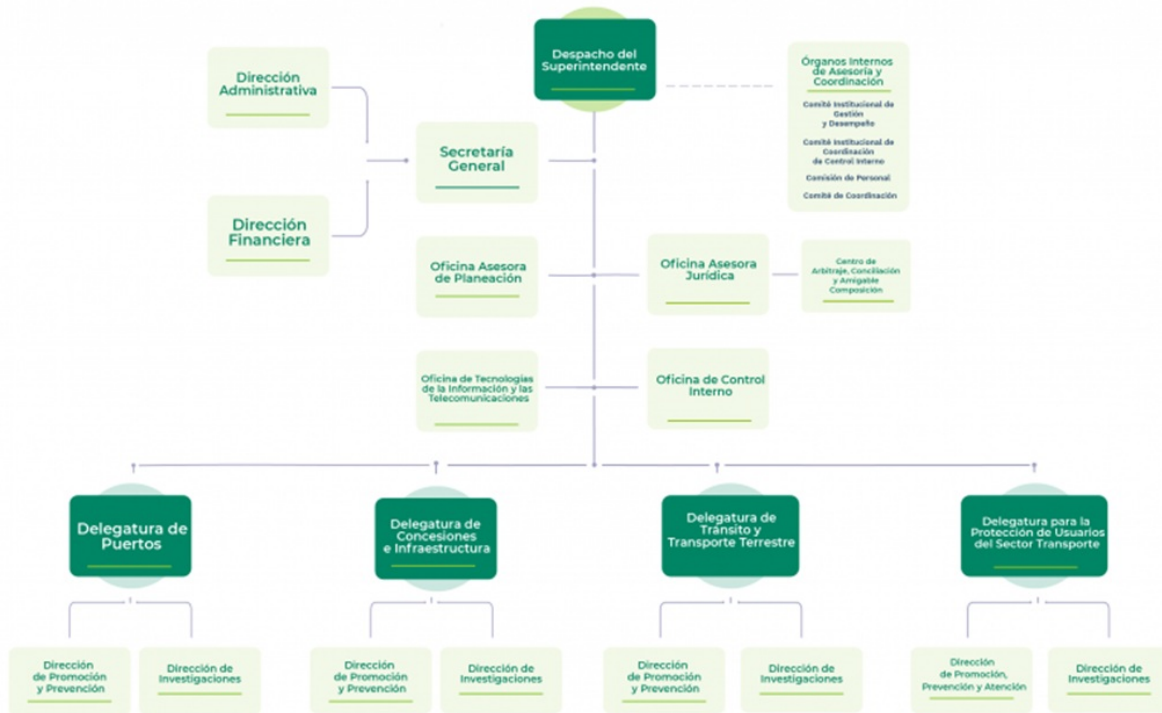 Despacho del
Superintendente
Órganos Internos
de Asesoría y
Coordinación
Comité Institucional de
Gestión
y Desempeño
Comité Institucional de
Coordinación
de Control Interno
Comisión de Personal
Comité de Coordinación
Dirección
Administrativa
Secretaría
General
Dirección
Financiera
Oficina Asesora
de Planeación
Oficina Asesora
Jurídica
Centro de
Arbitraje, Conciliación
y Amigable
Composición
Oficina de Tecnologías
de la Información y las
Telecomunicaciones
Oficina de Control
Interno
Delegatura de
Puertos
Delegatura de
Concesiones
e Infraestructura
Delegatura de
Tránsito y
Transporte Terrestre
Delegatura para la
Protección de Usuarios
del Sector Transporte
Dirección
de Promoción
y Prevención
Dirección de
Investigaciones
Dirección
de Promoción
y Prevención
Dirección de
Investigaciones
Dirección
de Promoción
y Prevención
Dirección de
Investigaciones
Dirección
de Promoción,
Prevención y Atención
Dirección de
Investigaciones